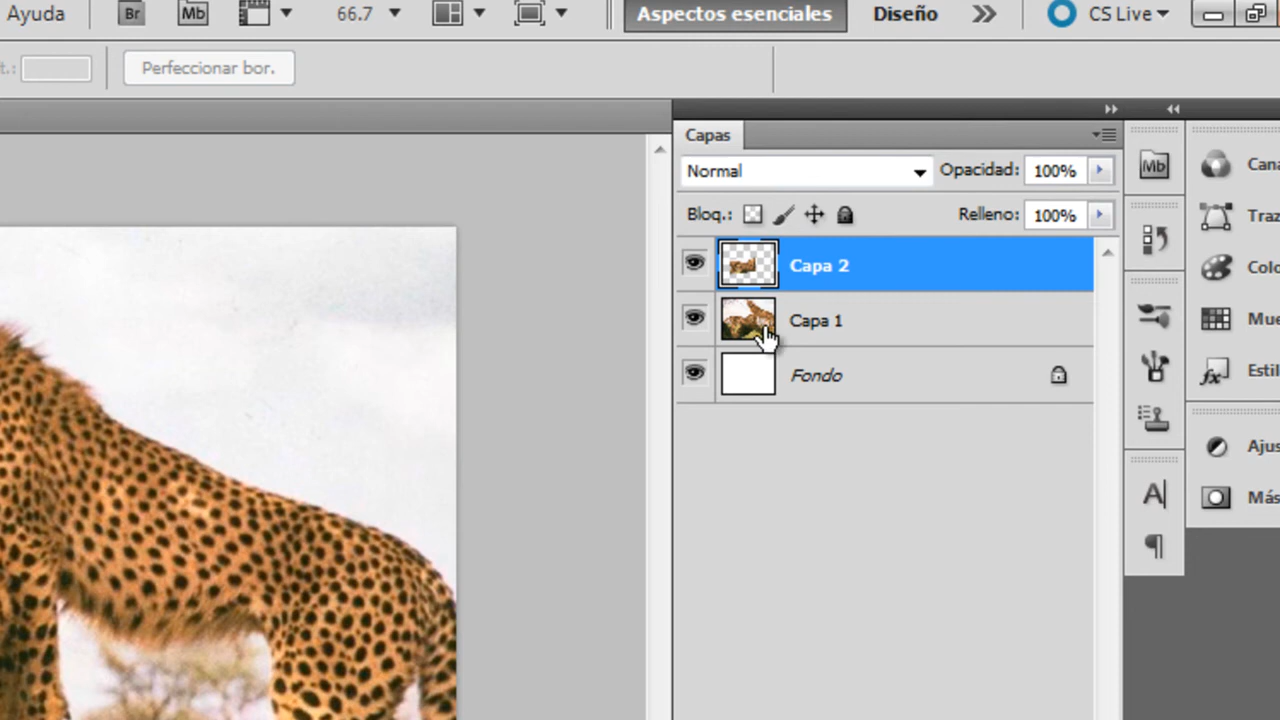 Ayuda Br Mb 66.7 Aspectos esenciales Diseño CS Live
t.: Perfeccionar bor.
Capas
Normal Opacidad: 100%
Bloq.: Relleno: 100%
Capa 2
Capa 1
Fondo
Mb
Cana
Traz
Colo
Mue
Estil
Ajus
Más